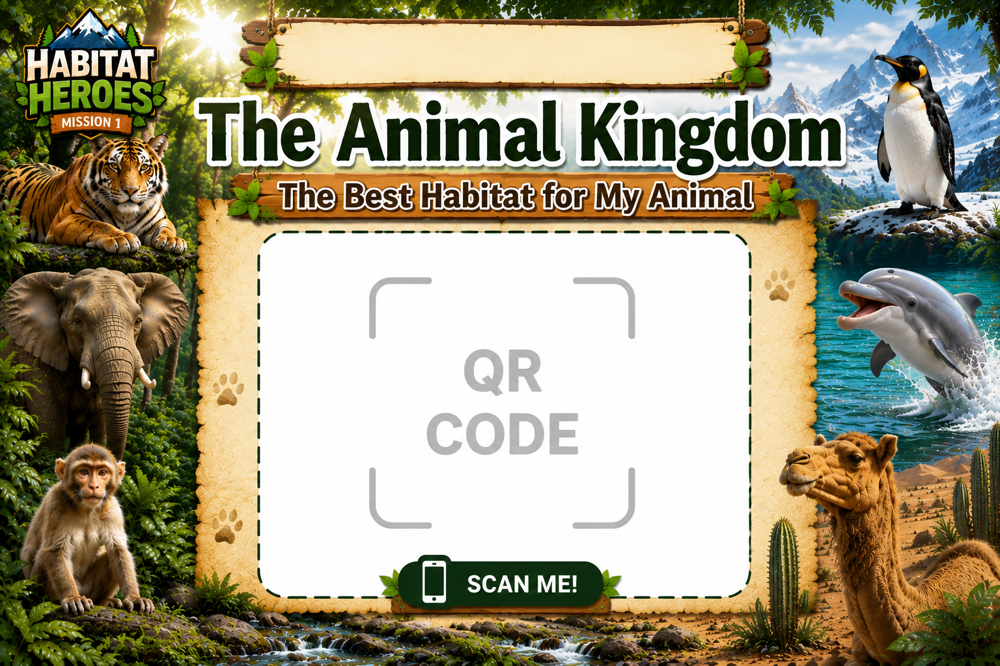 HABITAT
HEROES
MISSION 1
The Animal Kingdom
The Best Habitat for My Animal
QR
CODE
SCAN ME!